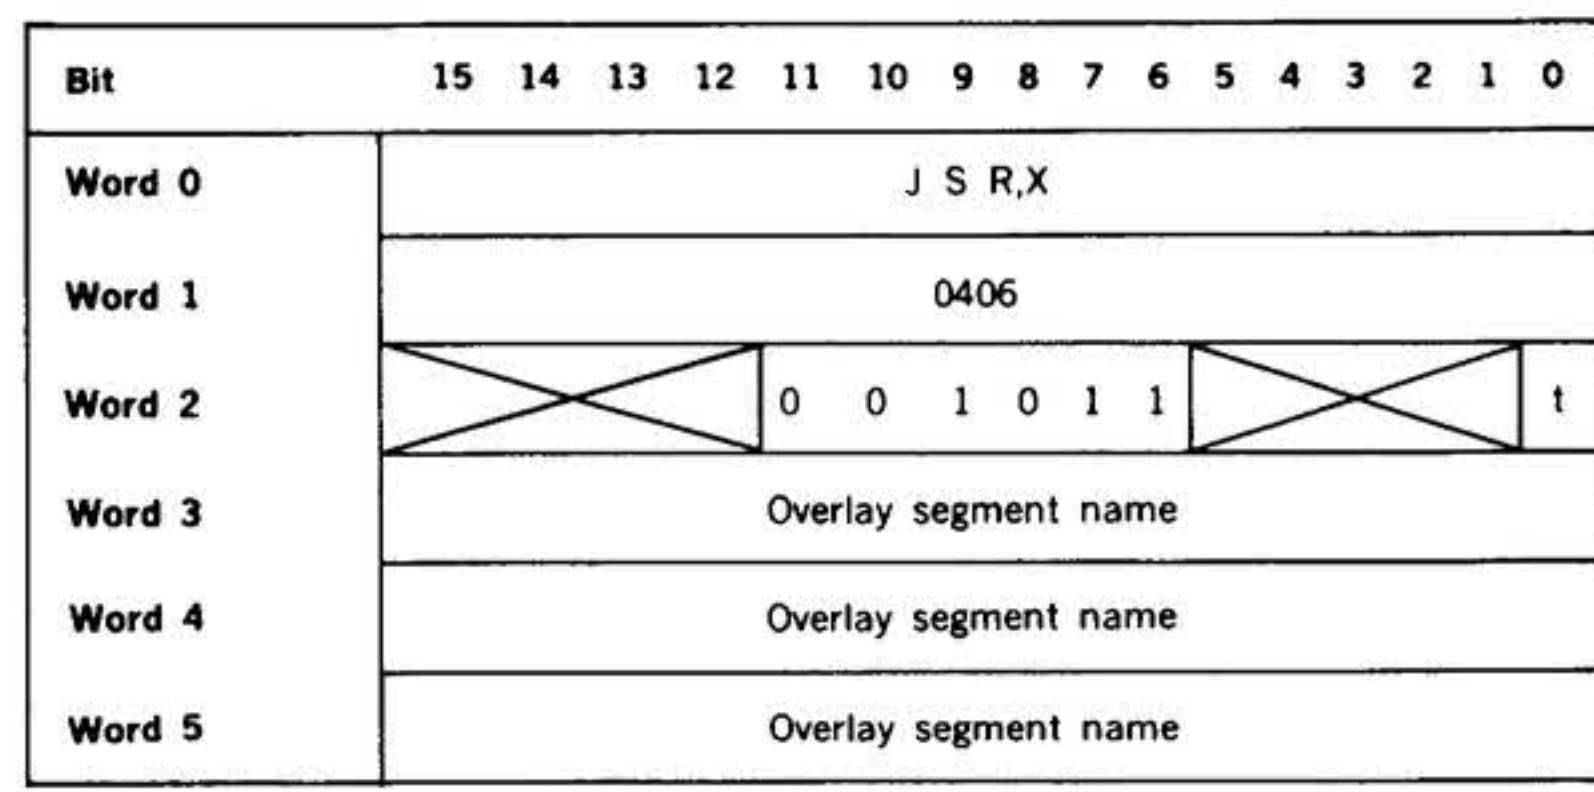 Bit 15 14 13 12 11 10 9 8 7 6 5 4 3 2 1 0
Word 0 J S R,X
Word 1 0406
Word 2 0 0 1 0 1 1 t
Word 3 Overlay segment name
Word 4 Overlay segment name
Word 5 Overlay segment name